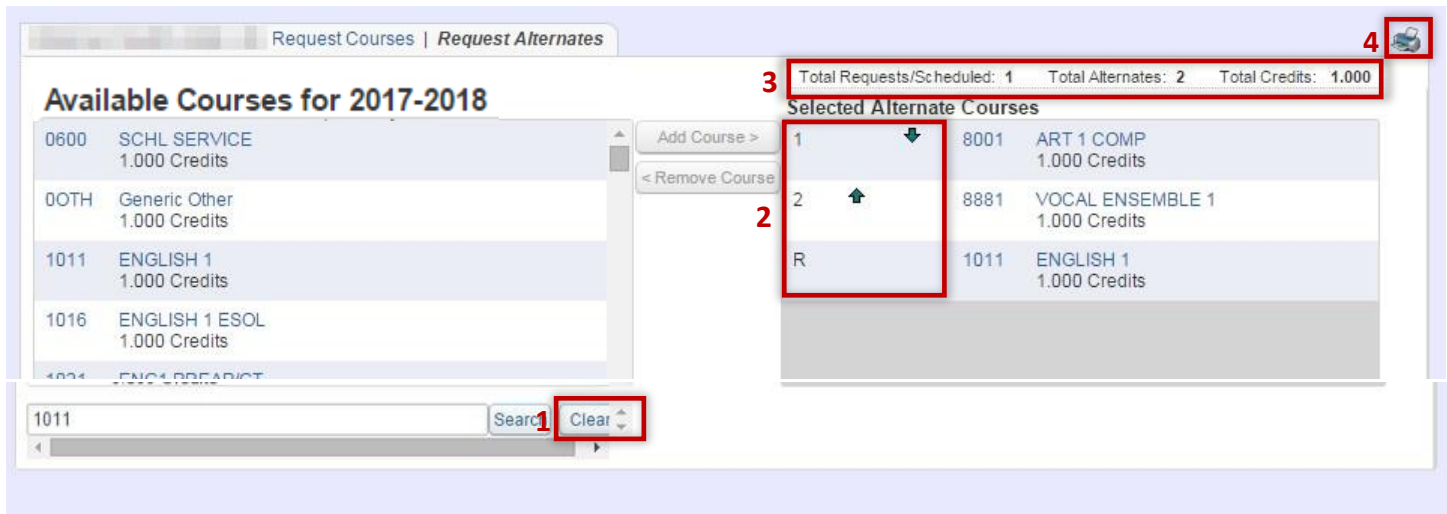 Request Courses | Request Alternates
4
3
Total Requests/Scheduled: 1 Total Alternates: 2 Total Credits: 1.000
Available Courses for 2017-2018
Selected Alternate Courses
0600 SCHL SERVICE
1.000 Credits
0OTH Generic Other
1.000 Credits
1011 ENGLISH 1
1.000 Credits
1016 ENGLISH 1 ESOL
1.000 Credits
Add Course >
< Remove Course
2
1 8001 ART 1 COMP
1.000 Credits
2 8881 VOCAL ENSEMBLE 1
1.000 Credits
R 1011 ENGLISH 1
1.000 Credits
1011
Search
1
Clear